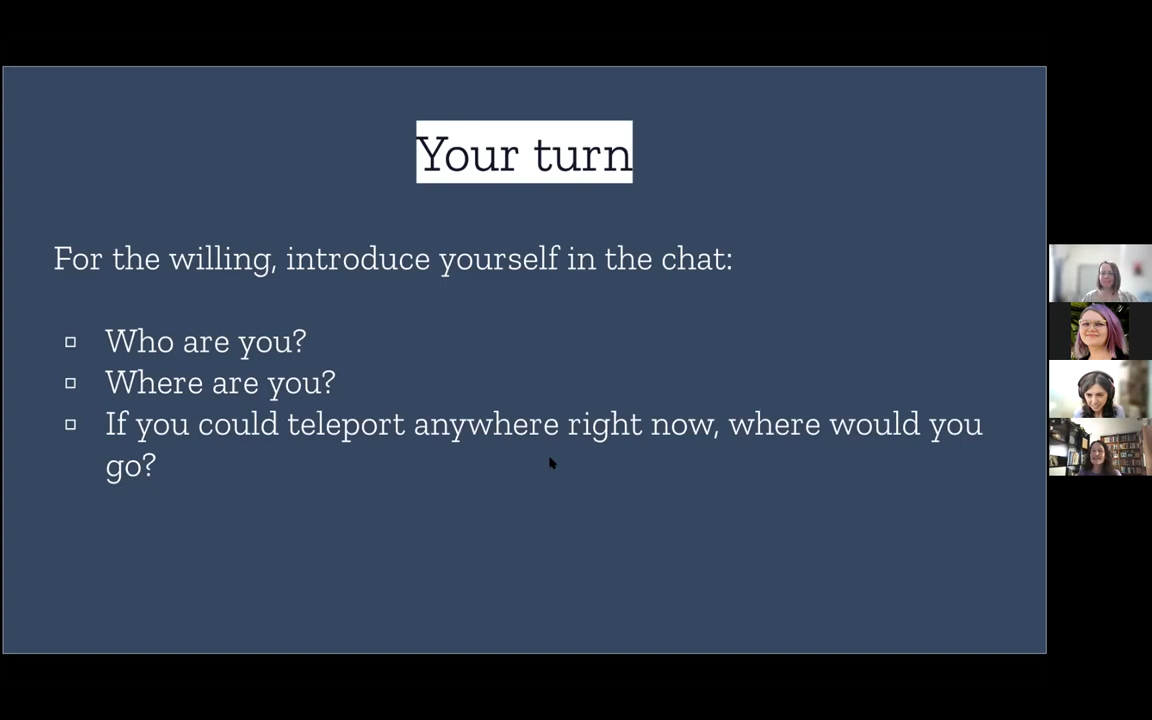 Your turn
For the willing, introduce yourself in the chat:
▫ Who are you?
▫ Where are you?
▫ If you could teleport anywhere right now, where would you
go?